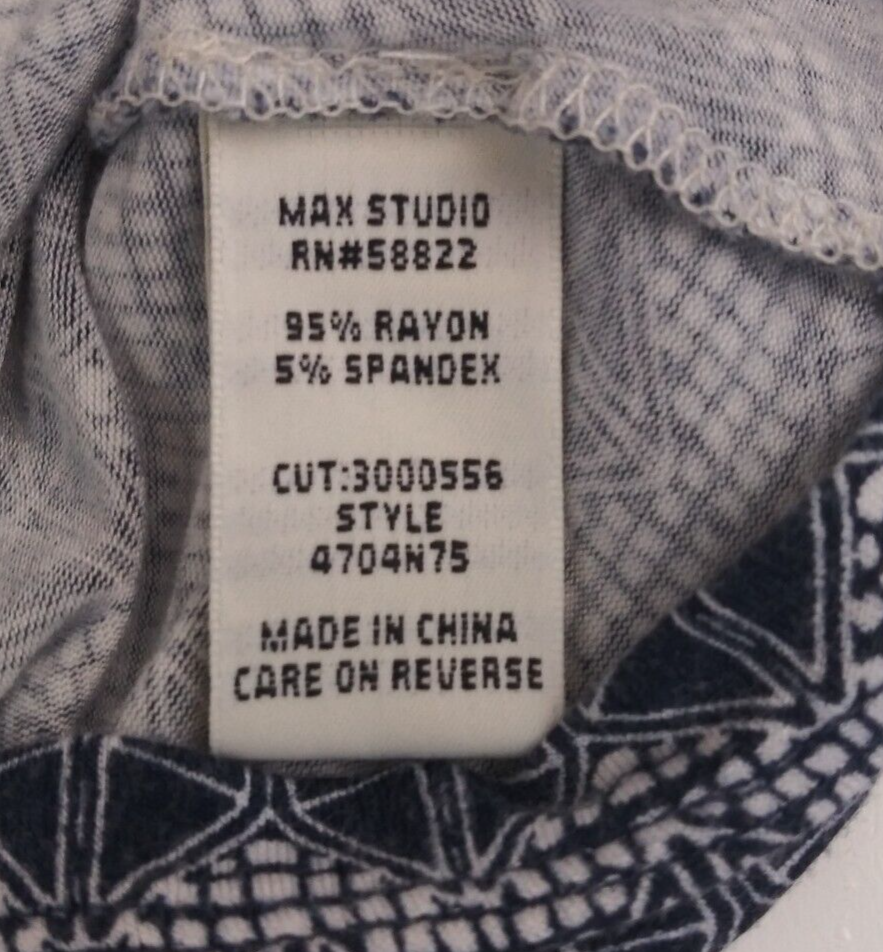 MAX STUDIO
RN#58822
95% RAYON
5% SPANDEX
CUT:3000556
STYLE
4704N75
MADE IN CHINA
CARE ON REVERSE